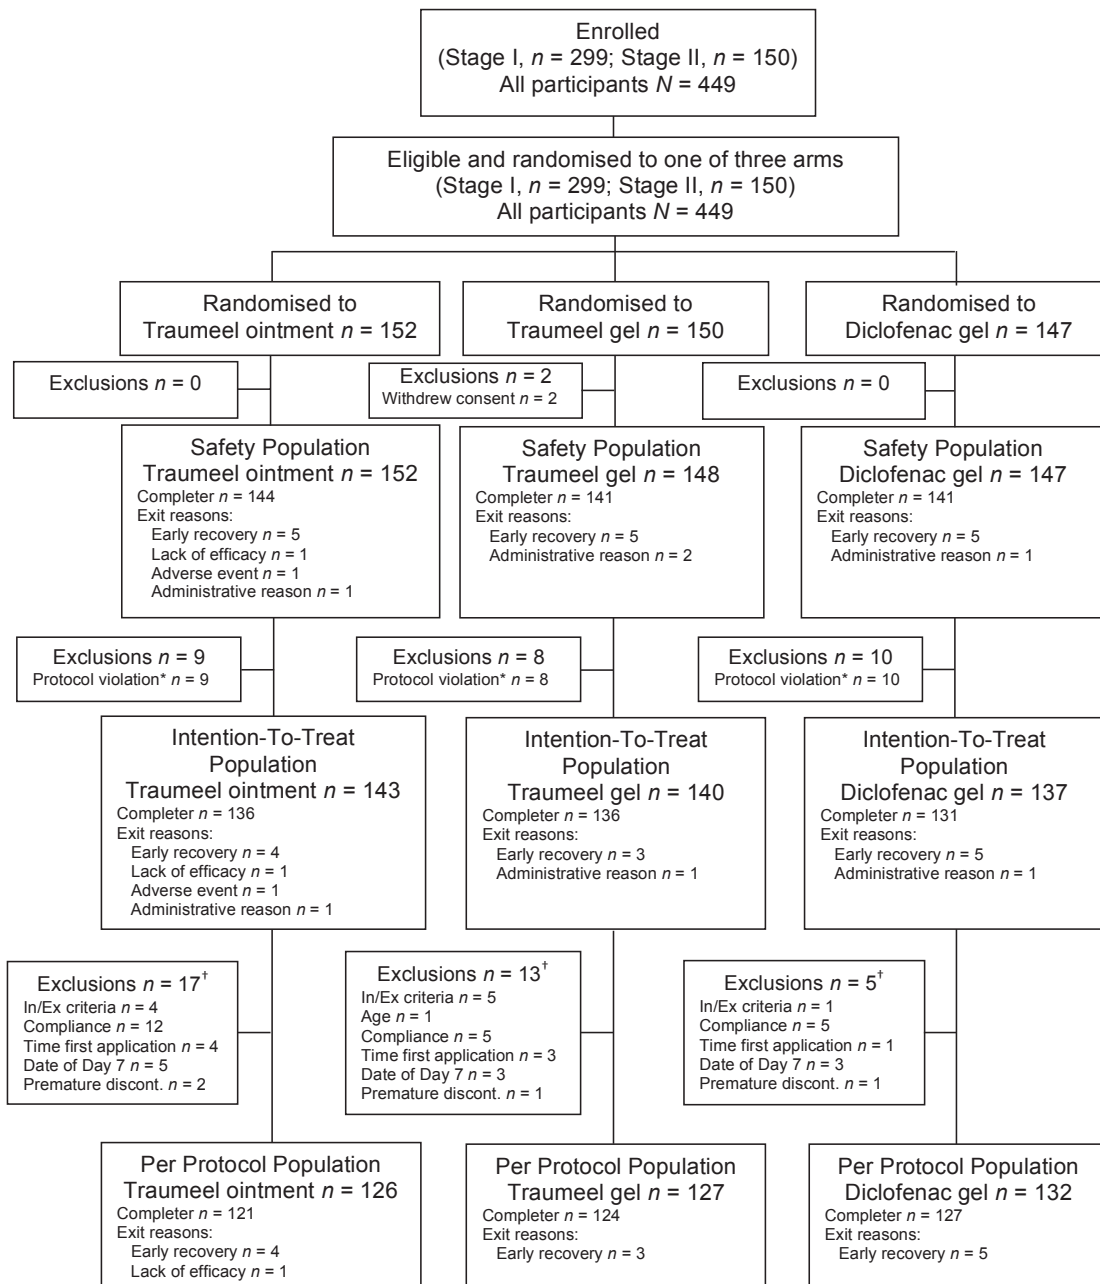 Enrolled
(Stage I, n = 299; Stage II, n = 150)
All participants N = 449
Eligible and randomised to one of three arms
(Stage I, n = 299; Stage II, n = 150)
All participants N = 449
Randomised to
Traumeel ointment n = 152
Randomised to
Traumeel gel n = 150
Randomised to
Diclofenac gel n = 147
Exclusions n = 0
Exclusions n = 2
Withdrew consent n = 2
Exclusions n = 0
Safety Population
Traumeel ointment n = 152
Completer n = 144
Exit reasons:
Early recovery n = 5
Lack of efficacy n = 1
Adverse event n = 1
Administrative reason n = 1
Safety Population
Traumeel gel n = 148
Completer n = 141
Exit reasons:
Early recovery n = 5
Administrative reason n = 2
Safety Population
Diclofenac gel n = 147
Completer n = 141
Exit reasons:
Early recovery n = 5
Administrative reason n = 1
Exclusions n = 9
Protocol violation* n = 9
Exclusions n = 8
Protocol violation* n = 8
Exclusions n = 10
Protocol violation* n = 10
Intention-To-Treat
Population
Traumeel ointment n = 143
Completer n = 136
Exit reasons:
Early recovery n = 4
Lack of efficacy n = 1
Adverse event n = 1
Administrative reason n = 1
Intention-To-Treat
Population
Traumeel gel n = 140
Completer n = 136
Exit reasons:
Early recovery n = 3
Administrative reason n = 1
Intention-To-Treat
Population
Diclofenac gel n = 137
Completer n = 131
Exit reasons:
Early recovery n = 5
Administrative reason n = 1
Exclusions n = 17†
In/Ex criteria n = 4
Compliance n = 12
Time first application n = 4
Date of Day 7 n = 5
Premature discont. n = 2
Exclusions n = 13†
In/Ex criteria n = 5
Age n = 1
Compliance n = 5
Time first application n = 3
Date of Day 7 n = 3
Premature discont. n = 1
Exclusions n = 5†
In/Ex criteria n = 1
Compliance n = 5
Time first application n = 1
Date of Day 7 n = 3
Premature discont. n = 1
Per Protocol Population
Traumeel ointment n = 126
Completer n = 121
Exit reasons:
Early recovery n = 4
Lack of efficacy n = 1
Per Protocol Population
Traumeel gel n = 127
Completer n = 124
Exit reasons:
Early recovery n = 3
Per Protocol Population
Diclofenac gel n = 132
Completer n = 127
Exit reasons:
Early recovery n = 5